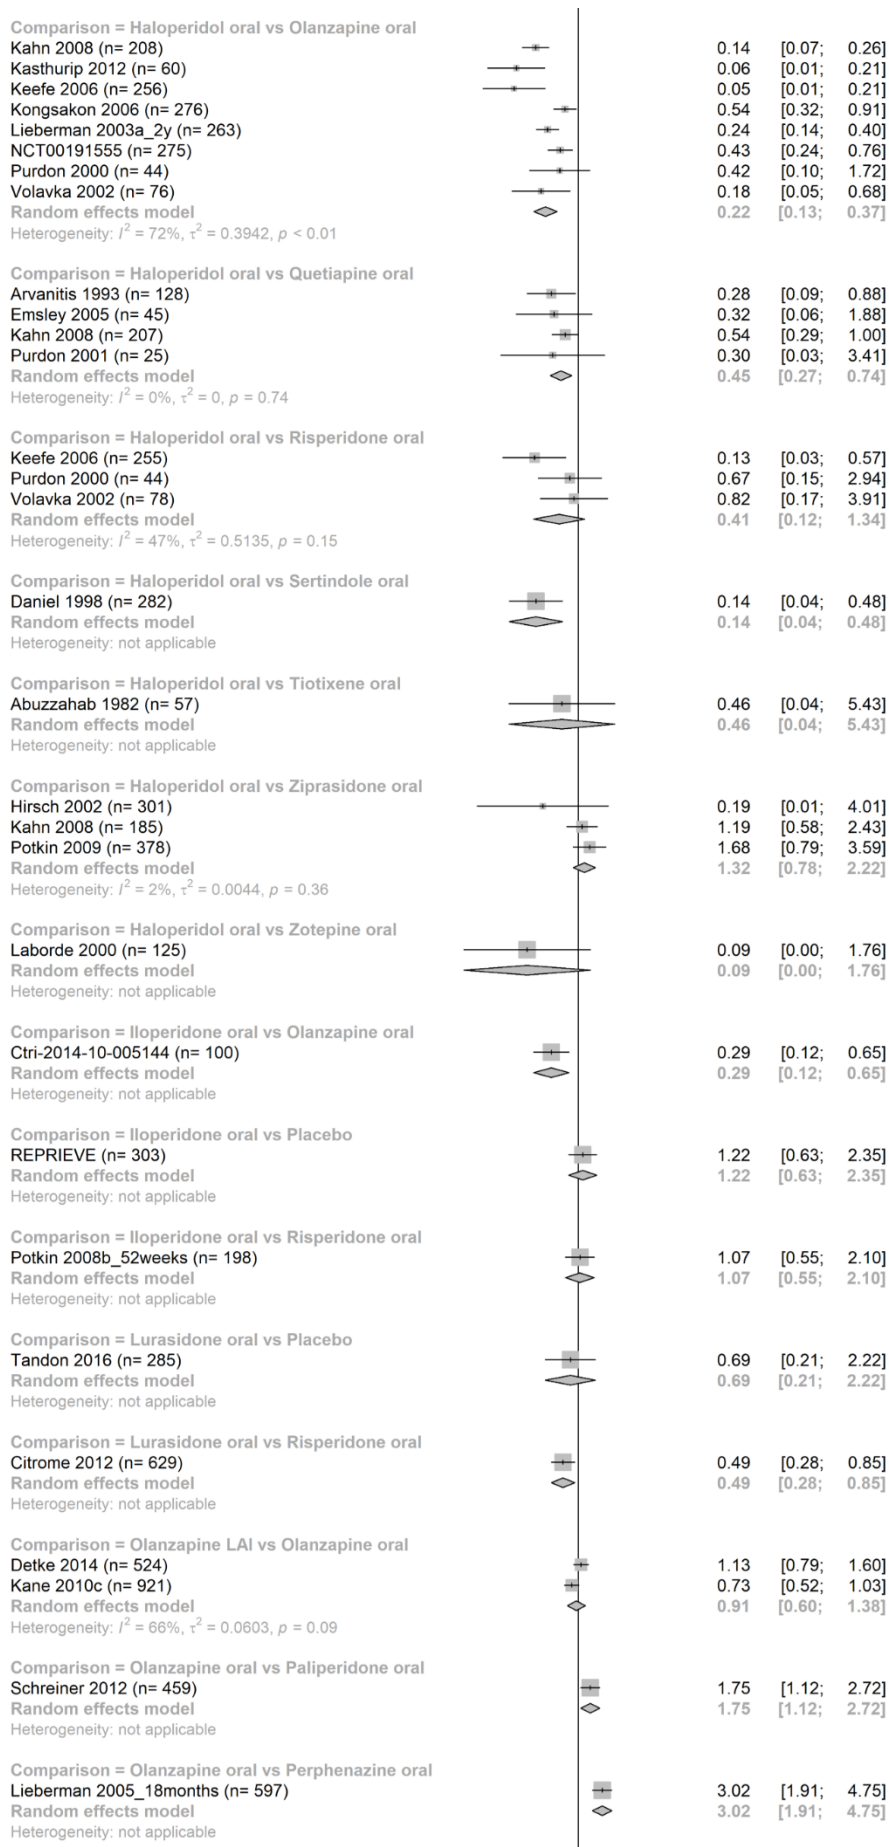 Comparison = Haloperidol oral vs Olanzapine oral
Kahn 2008 (n= 208) 0.14 [0.07; 0.26]
Kasthurip 2012 (n= 60) 0.06 [0.01; 0.21]
Keefe 2006 (n= 256) 0.05 [0.01; 0.21]
Kongsakon 2006 (n= 276) 0.54 [0.32; 0.91]
Lieberman 2003a_2y (n= 263) 0.24 [0.14; 0.40]
NCT00191555 (n= 275) 0.43 [0.24; 0.76]
Purdon 2000 (n= 44) 0.42 [0.10; 1.72]
Volavka 2002 (n= 76) 0.18 [0.05; 0.68]
Random effects model 0.22 [0.13; 0.37]
Heterogeneity: I² = 72%, τ² = 0.3942, p < 0.01
Comparison = Haloperidol oral vs Quetiapine oral
Arvanitis 1993 (n= 128) 0.28 [0.09; 0.88]
Emsley 2005 (n= 45) 0.32 [0.06; 1.88]
Kahn 2008 (n= 207) 0.54 [0.29; 1.00]
Purdon 2001 (n= 25) 0.30 [0.03; 3.41]
Random effects model 0.45 [0.27; 0.74]
Heterogeneity: I² = 0%, τ² = 0, p = 0.74
Comparison = Haloperidol oral vs Risperidone oral
Keefe 2006 (n= 255) 0.13 [0.03; 0.57]
Purdon 2000 (n= 44) 0.67 [0.15; 2.94]
Volavka 2002 (n= 78) 0.82 [0.17; 3.91]
Random effects model 0.41 [0.12; 1.34]
Heterogeneity: I² = 47%, τ² = 0.5135, p = 0.15
Comparison = Haloperidol oral vs Sertindole oral
Daniel 1998 (n= 282) 0.14 [0.04; 0.48]
Random effects model 0.14 [0.04; 0.48]
Heterogeneity: not applicable
Comparison = Haloperidol oral vs Tiotixene oral
Abuzzahab 1982 (n= 57) 0.46 [0.04; 5.43]
Random effects model 0.46 [0.04; 5.43]
Heterogeneity: not applicable
Comparison = Haloperidol oral vs Ziprasidone oral
Hirsch 2002 (n= 301) 0.19 [0.01; 4.01]
Kahn 2008 (n= 185) 1.19 [0.58; 2.43]
Potkin 2009 (n= 378) 1.68 [0.79; 3.59]
Random effects model 1.32 [0.78; 2.22]
Heterogeneity: I² = 2%, τ² = 0.0044, p = 0.36
Comparison = Haloperidol oral vs Zotepine oral
Laborde 2000 (n= 125) 0.09 [0.00; 1.76]
Random effects model 0.09 [0.00; 1.76]
Heterogeneity: not applicable
Comparison = Iloperidone oral vs Olanzapine oral
Ctri-2014-10-005144 (n= 100) 0.29 [0.12; 0.65]
Random effects model 0.29 [0.12; 0.65]
Heterogeneity: not applicable
Comparison = Iloperidone oral vs Placebo
REPRIEVE (n= 303) 1.22 [0.63; 2.35]
Random effects model 1.22 [0.63; 2.35]
Heterogeneity: not applicable
Comparison = Iloperidone oral vs Risperidone oral
Potkin 2008b_52weeks (n= 198) 1.07 [0.55; 2.10]
Random effects model 1.07 [0.55; 2.10]
Heterogeneity: not applicable
Comparison = Lurasidone oral vs Placebo
Tandon 2016 (n= 285) 0.69 [0.21; 2.22]
Random effects model 0.69 [0.21; 2.22]
Heterogeneity: not applicable
Comparison = Lurasidone oral vs Risperidone oral
Citrome 2012 (n= 629) 0.49 [0.28; 0.85]
Random effects model 0.49 [0.28; 0.85]
Heterogeneity: not applicable
Comparison = Olanzapine LAI vs Olanzapine oral
Detke 2014 (n= 524) 1.13 [0.79; 1.60]
Kane 2010c (n= 921) 0.73 [0.52; 1.03]
Random effects model 0.91 [0.60; 1.38]
Heterogeneity: I² = 66%, τ² = 0.0603, p = 0.09
Comparison = Olanzapine oral vs Paliperidone oral
Schreiner 2012 (n= 459) 1.75 [1.12; 2.72]
Random effects model 1.75 [1.12; 2.72]
Heterogeneity: not applicable
Comparison = Olanzapine oral vs Perphenazine oral
Lieberman 2005_18months (n= 597) 3.02 [1.91; 4.75]
Random effects model 3.02 [1.91; 4.75]
Heterogeneity: not applicable